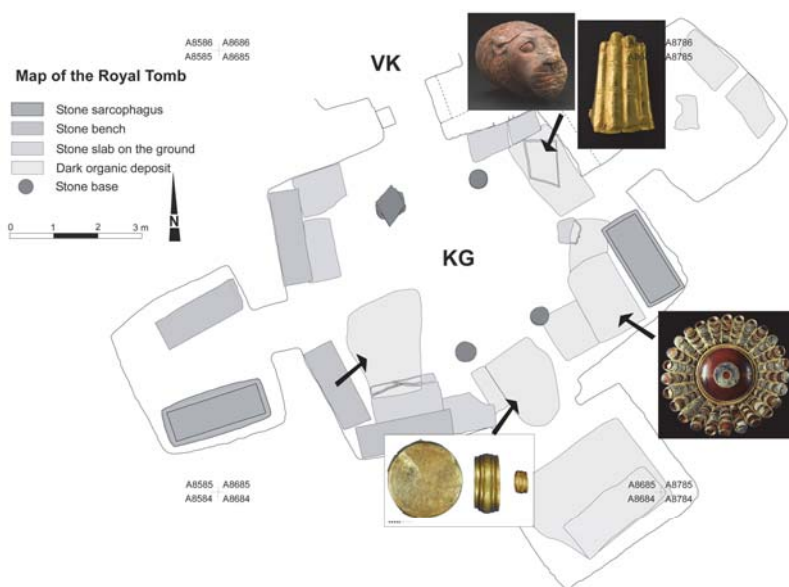 A8586 A8686
A8585 A8685
VK
A8786
A8785
Map of the Royal Tomb
Stone sarcophagus
Stone bench
Stone slab on the ground
Dark organic deposit
Stone base
N
0 1 2 3 m
KG
A8585 A8685
A8584 A8684
A8685 A8785
A8684 A8784